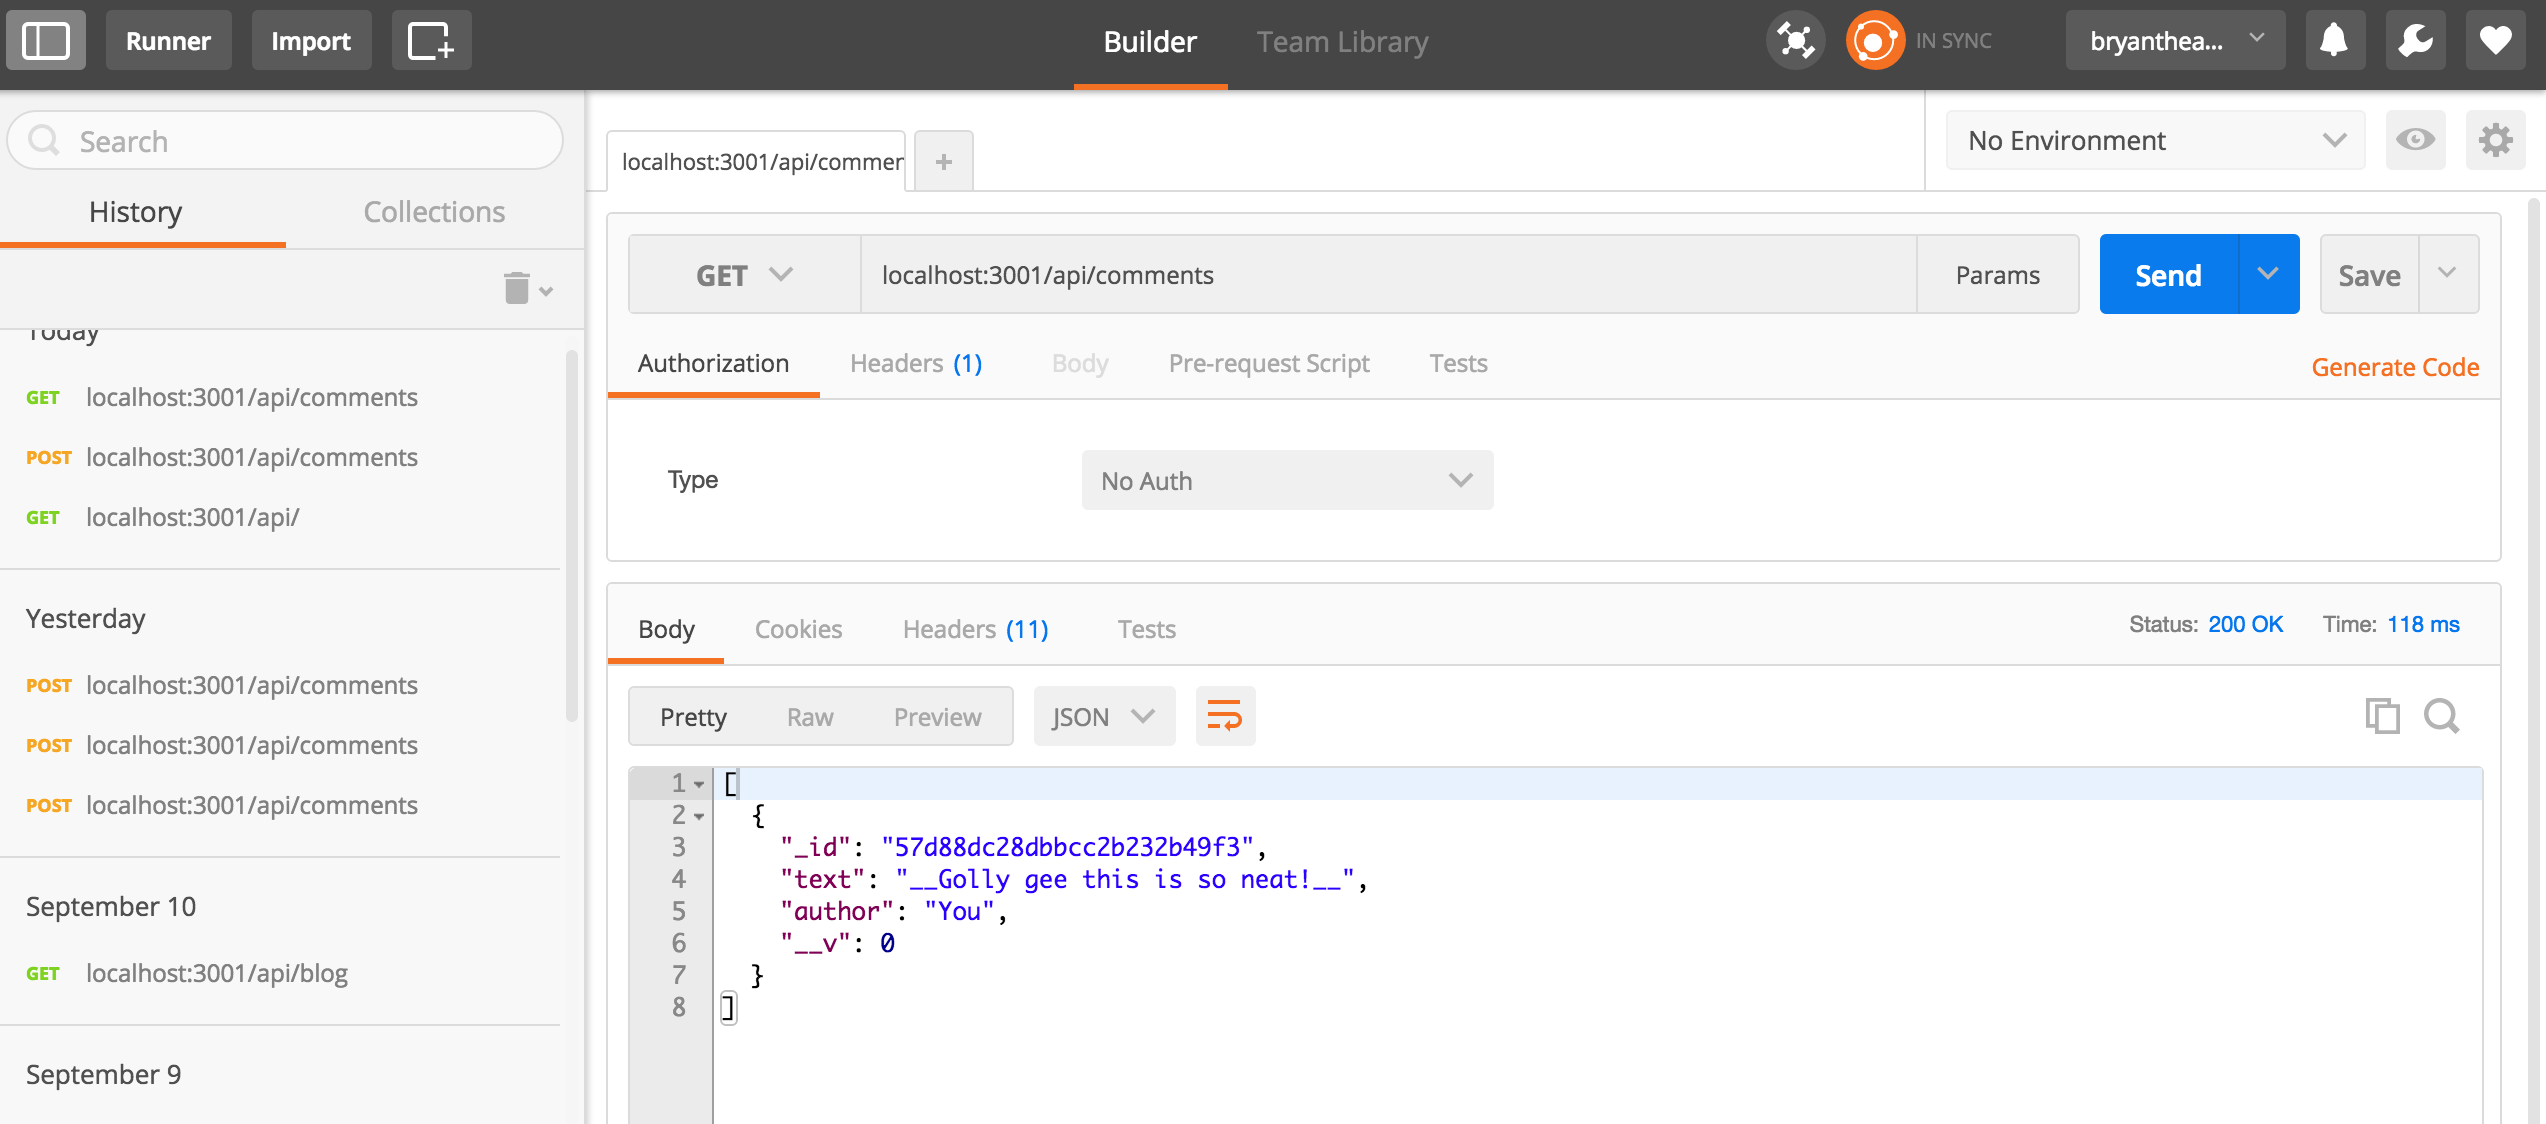 Runner
Import
Builder
Team Library
IN SYNC
bryanthea...
Search
History
Collections
Today
GET localhost:3001/api/comments
POST localhost:3001/api/comments
GET localhost:3001/api/
Yesterday
POST localhost:3001/api/comments
POST localhost:3001/api/comments
POST localhost:3001/api/comments
September 10
GET localhost:3001/api/blog
September 9
localhost:3001/api/commen
+
No Environment
GET
localhost:3001/api/comments
Params
Send
Save
Authorization
Headers (1)
Body
Pre-request Script
Tests
Generate Code
Type
No Auth
Body
Cookies
Headers (11)
Tests
Status: 200 OK
Time: 118 ms
Pretty
Raw
Preview
JSON
1 [
2 {
3 "_id": "57d88dc28dbbcc2b232b49f3",
4 "text": "__Golly gee this is so neat!__",
5 "author": "You",
6 "__v": 0
7 }
8 ]